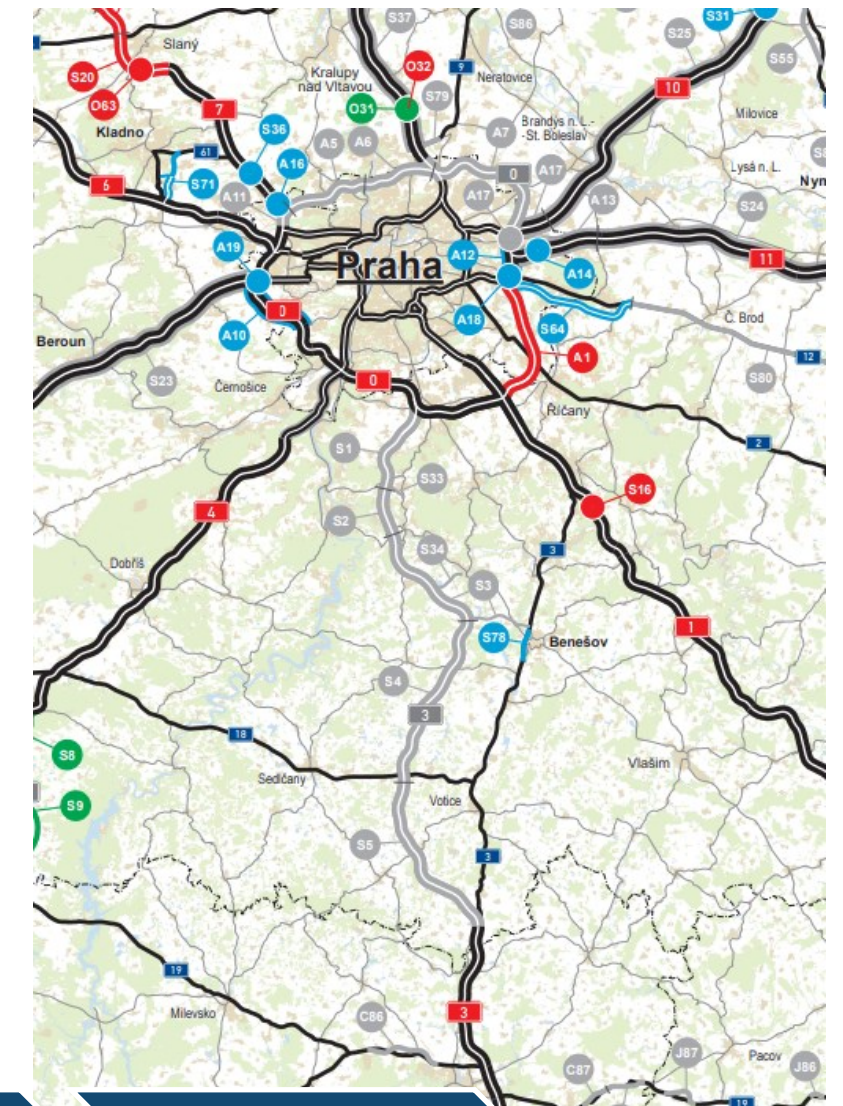 S37
S86
S31
S25
S55
Slaný
S20
O63
O32
9
Kralupy
nad Vltavou
Neratovice
10
O31
S79
7
Kladno
S36
A5
A6
A7
Brandýs n. L.-
-St. Boleslav
Milovice
61
A16
0
A17
A17
Lysá n. L.
Nym
6
S71
A11
A13
S24
A19
Praha
A12
A14
11
0
A18
S64
A10
Č. Brod
Beroun
A1
12
S23
Černošice
0
S80
Říčany
2
S1
S33
S16
4
S2
S34
3
Dobříš
S3
1
S78
Benešov
S4
3
18
S8
Vlašim
Sedlčany
S9
Votice
S5
3
19
Milevsko
3
C86
C87
J87
Pacov
J86
19